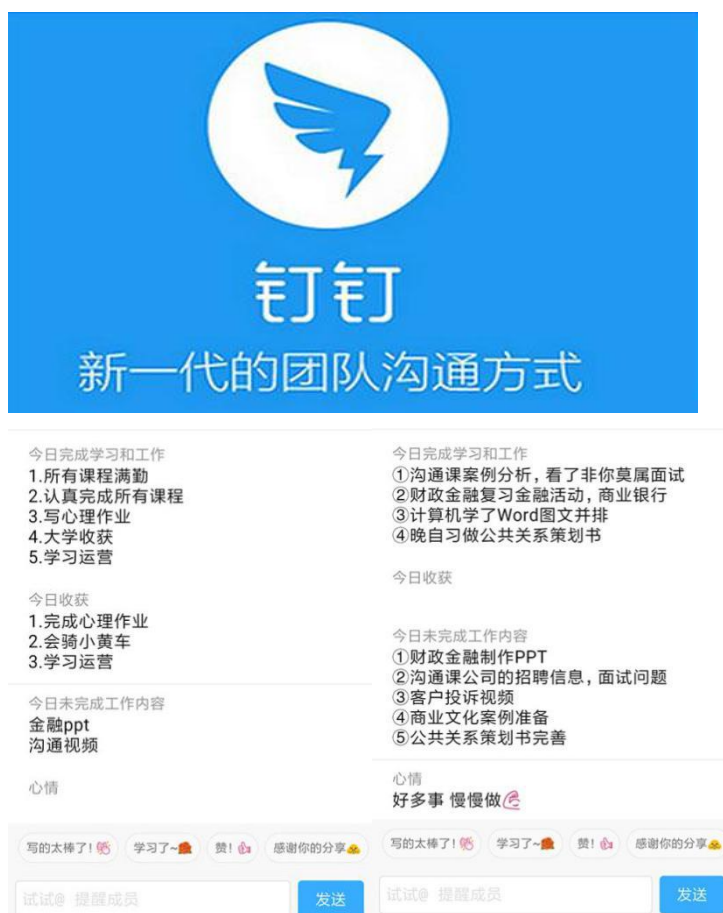 钉钉
新一代的团队沟通方式
今日完成学习和工作
1.所有课程满勤
2.认真完成所有课程
3.写心理作业
4.大学收获
5.学习运营
今日收获
1.完成心理作业
2.会骑小黄车
3.学习运营
今日未完成工作内容
金融ppt
沟通视频
心情
写的太棒了!
学习了~
赞!
感谢你的分享
试试@ 提醒成员
发送
今日完成学习和工作
①沟通课案例分析，看了非你莫属面试
②财政金融复习金融活动，商业银行
③计算机学了Word图文并排
④晚自习做公共关系策划书
今日收获
今日未完成工作内容
①财政金融制作PPT
②沟通课公司的招聘信息，面试问题
③客户投诉视频
④商业文化案例准备
⑤公共关系策划书完善
心情
好多事 慢慢做
写的太棒了!
学习了~
赞!
感谢你的分享
试试@ 提醒成员
发送